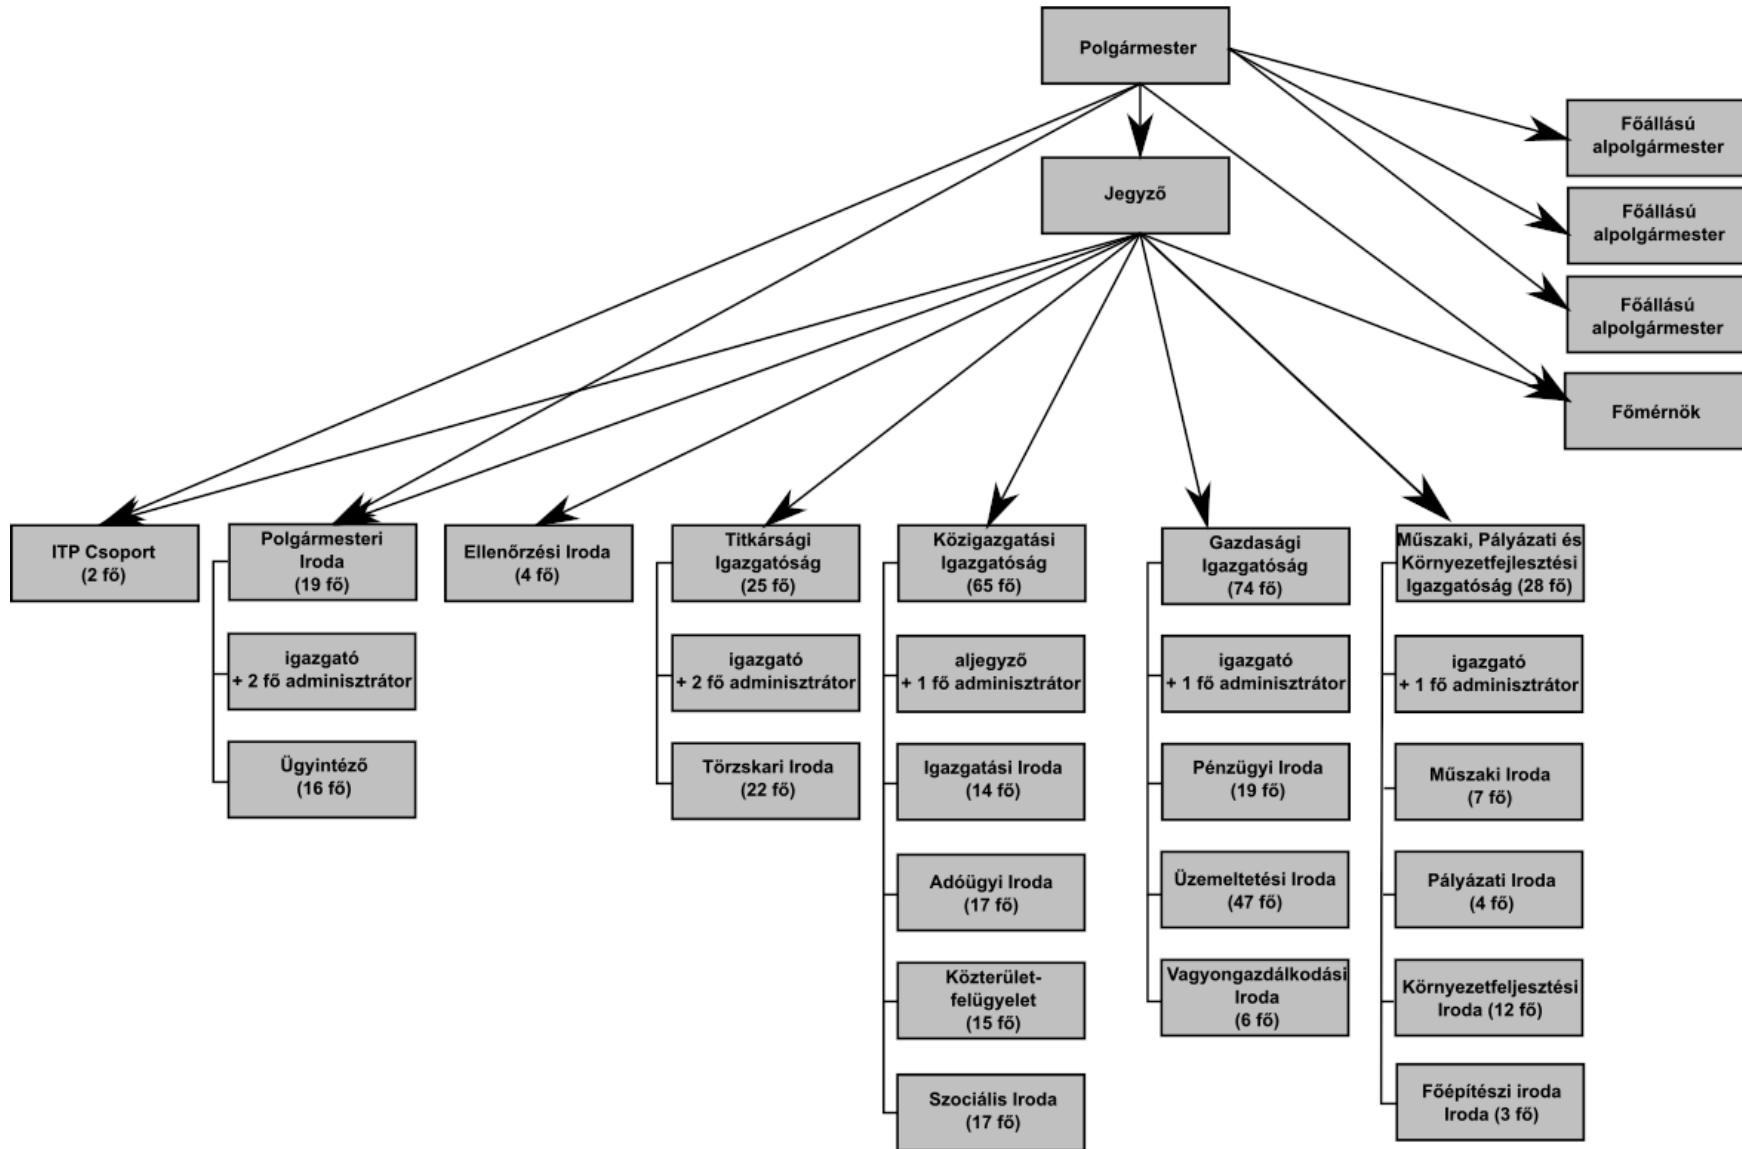 Polgármester
Főállású
alpolgármester
Jegyző
Főállású
alpolgármester
Főállású
alpolgármester
Főmérnök
ITP Csoport
(2 fő)
Polgármesteri
Iroda
(19 fő)
igazgató
+ 2 fő adminisztrátor
Ügyintéző
(16 fő)
Ellenőrzési Iroda
(4 fő)
Titkársági
Igazgatóság
(25 fő)
igazgató
+ 2 fő adminisztrátor
Törzskari Iroda
(22 fő)
Közigazgatási
Igazgatóság
(65 fő)
aljegyző
+ 1 fő adminisztrátor
Igazgatási Iroda
(14 fő)
Adóügyi Iroda
(17 fő)
Közterület-
felügyelet
(15 fő)
Szociális Iroda
(17 fő)
Gazdasági
Igazgatóság
(74 fő)
igazgató
+ 1 fő adminisztrátor
Pénzügyi Iroda
(19 fő)
Üzemeltetési Iroda
(47 fő)
Vagyongazdálkodási
Iroda
(6 fő)
Műszaki, Pályázati és
Környezetfejlesztési
Igazgatóság (28 fő)
igazgató
+ 1 fő adminisztrátor
Műszaki Iroda
(7 fő)
Pályázati Iroda
(4 fő)
Környezetfeljesztési
Iroda (12 fő)
Főépítészi iroda
Iroda (3 fő)